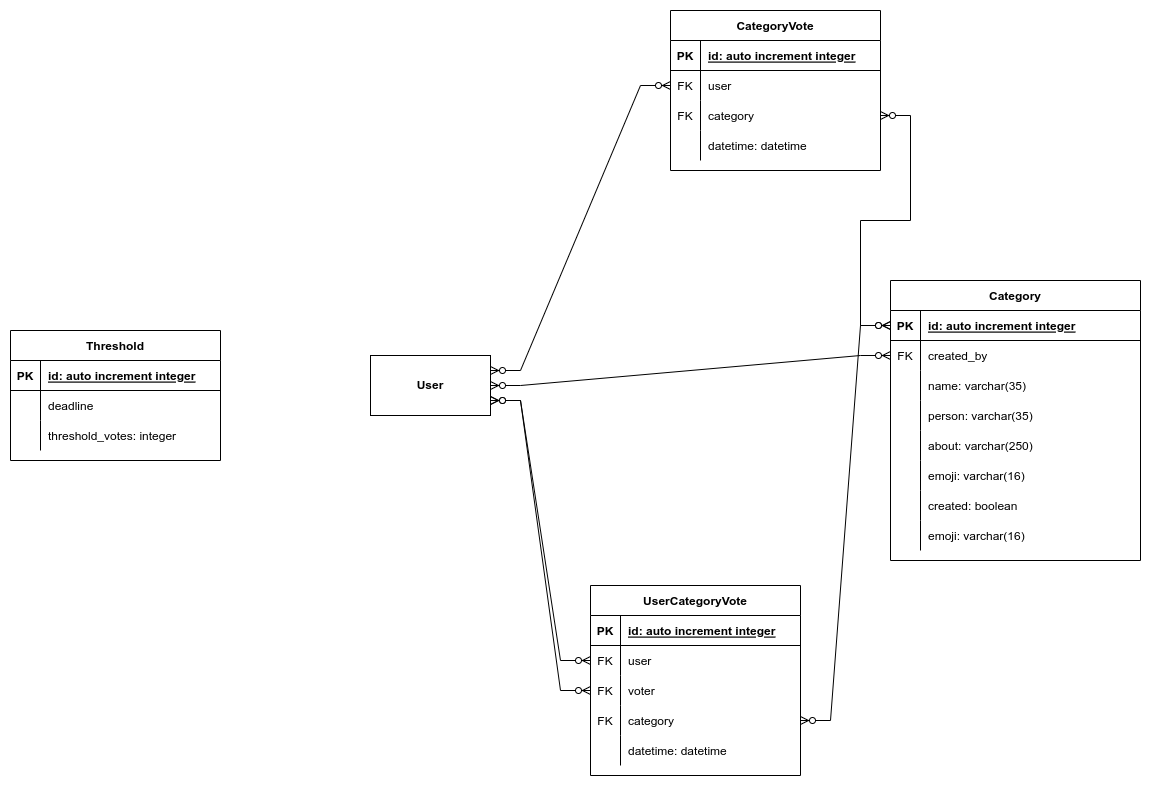 CategoryVote
PK id: auto increment integer
FK user
FK category
datetime: datetime
Category
PK id: auto increment integer
FK created_by
name: varchar(35)
person: varchar(35)
about: varchar(250)
emoji: varchar(16)
created: boolean
emoji: varchar(16)
Threshold
PK id: auto increment integer
deadline
threshold_votes: integer
User
UserCategoryVote
PK id: auto increment integer
FK user
FK voter
FK category
datetime: datetime